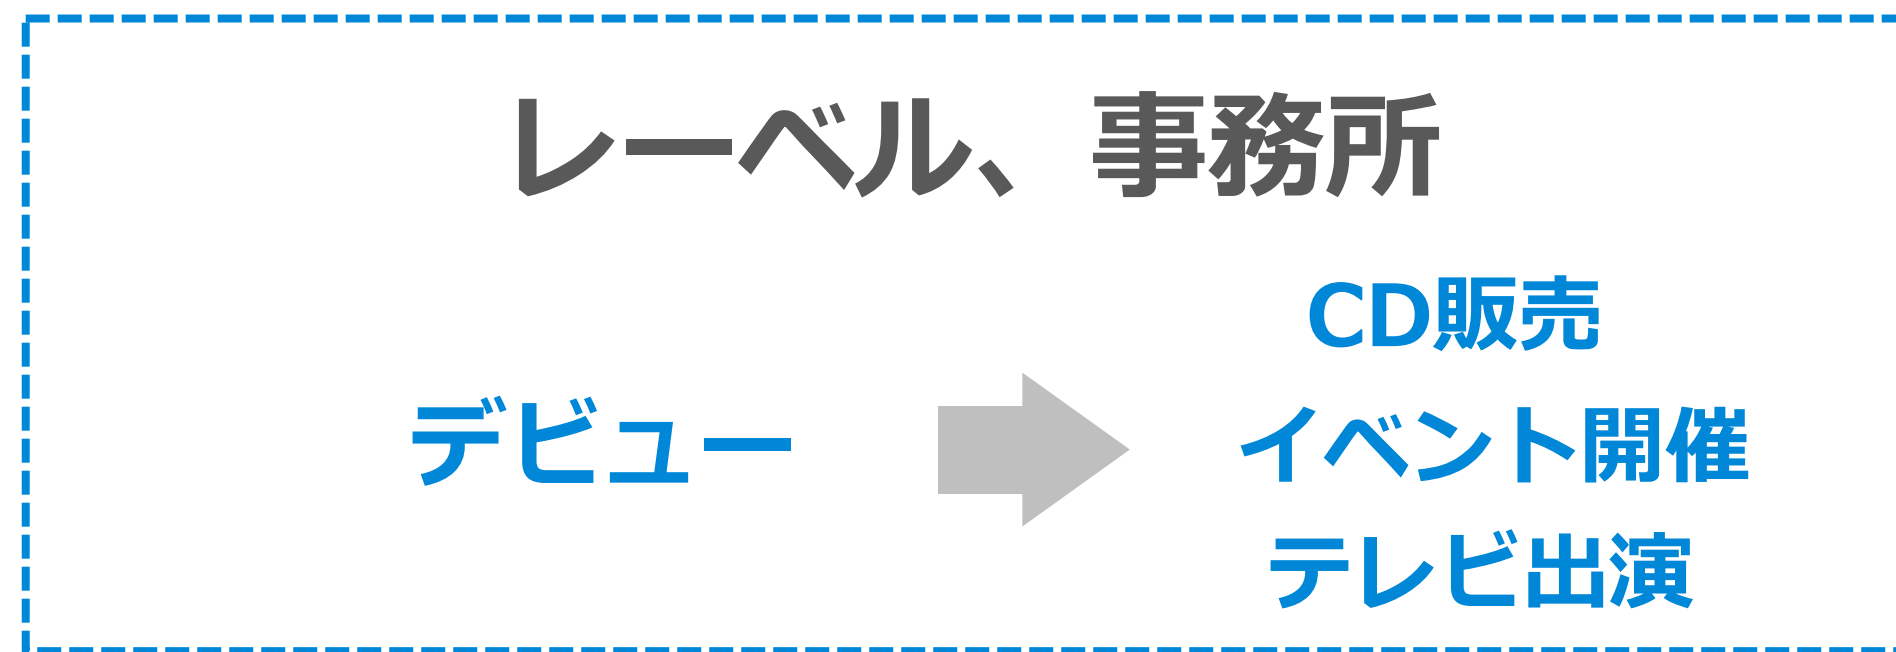 レーベル、事務所
CD販売
デビュー
イベント開催
テレビ出演